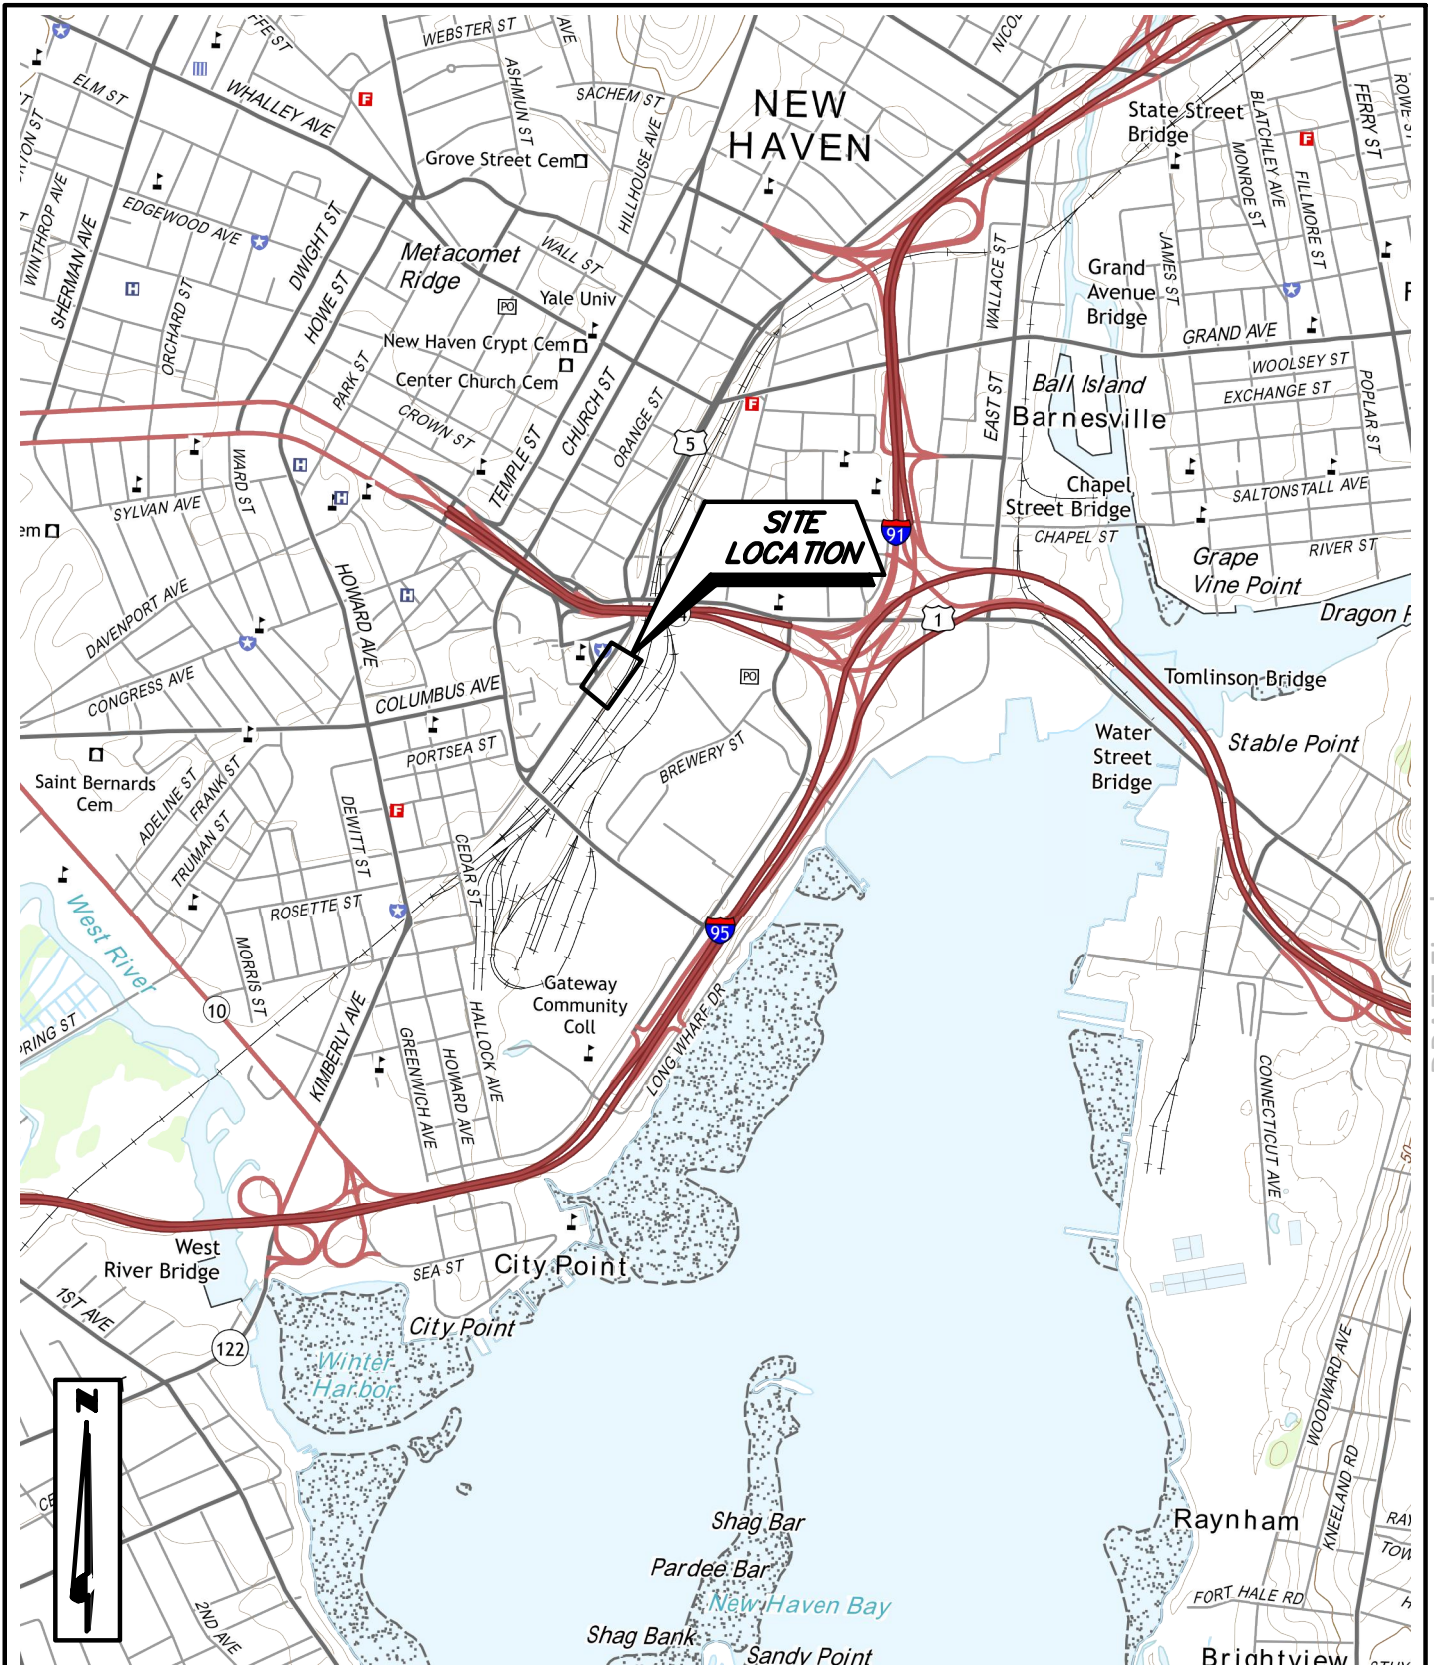 WEBSTER ST
AVE
ELM ST
WHALLEY AVE
ASHMUN ST
SACHEM ST
HILLHOUSE AVE
NEW
HAVEN
State Street
Bridge
BLATCHLEY AVE
MONROE ST
FERRY ST
FILLMORE ST
F
F
Grove Street Cem
WINTHROP AVE
SHERMAN AVE
EDGEWOOD AVE
DWIGHT ST
HOWE ST
Metacomet
Ridge
WALL ST
Yale Univ
PO
H
ORCHARD ST
WALLACE ST
JAMES ST
Grand
Avenue
Bridge
GRAND AVE
New Haven Crypt Cem
Center Church Cem
PARK ST
CROWN ST
CHURCH ST
TEMPLE ST
ORANGE ST
5
F
EAST ST
Ball Island
Barnesville
WOOLSEY ST
EXCHANGE ST
POPLAR ST
WARD ST
SYLVAN AVE
H
H
SITE
LOCATION
91
Chapel
Street Bridge
CHAPEL ST
SALTONSTALL AVE
RIVER ST
Grape
Vine Point
DAVENPORT AVE
HOWARD AVE
H
1
Tomlinson Bridge
CONGRESS AVE
COLUMBUS AVE
PO
Water
Street
Bridge
Stable Point
PORTSEA ST
BREWERY ST
Saint Bernards
Cem
ADELINE ST
FRANK ST
TRUMAN ST
DEWITT ST
F
CEDAR ST
ROSETTE ST
West River
MORRIS ST
95
10
KIMBERLY AVE
Gateway
Community
Coll
GREENWICH AVE
HOWARD AVE
HALLOCK AVE
LONG WHARF DR
CONNECTICUT AVE
West
River Bridge
SEA ST
City Point
City Point
1ST AVE
122
Winter
Harbor
N
WOODWARD AVE
KNEELAND RD
Shag Bar
Raynham
Pardee Bar
New Haven Bay
FORT HALE RD
2ND AVE
Shag Bank
Sandy Point
Brightview